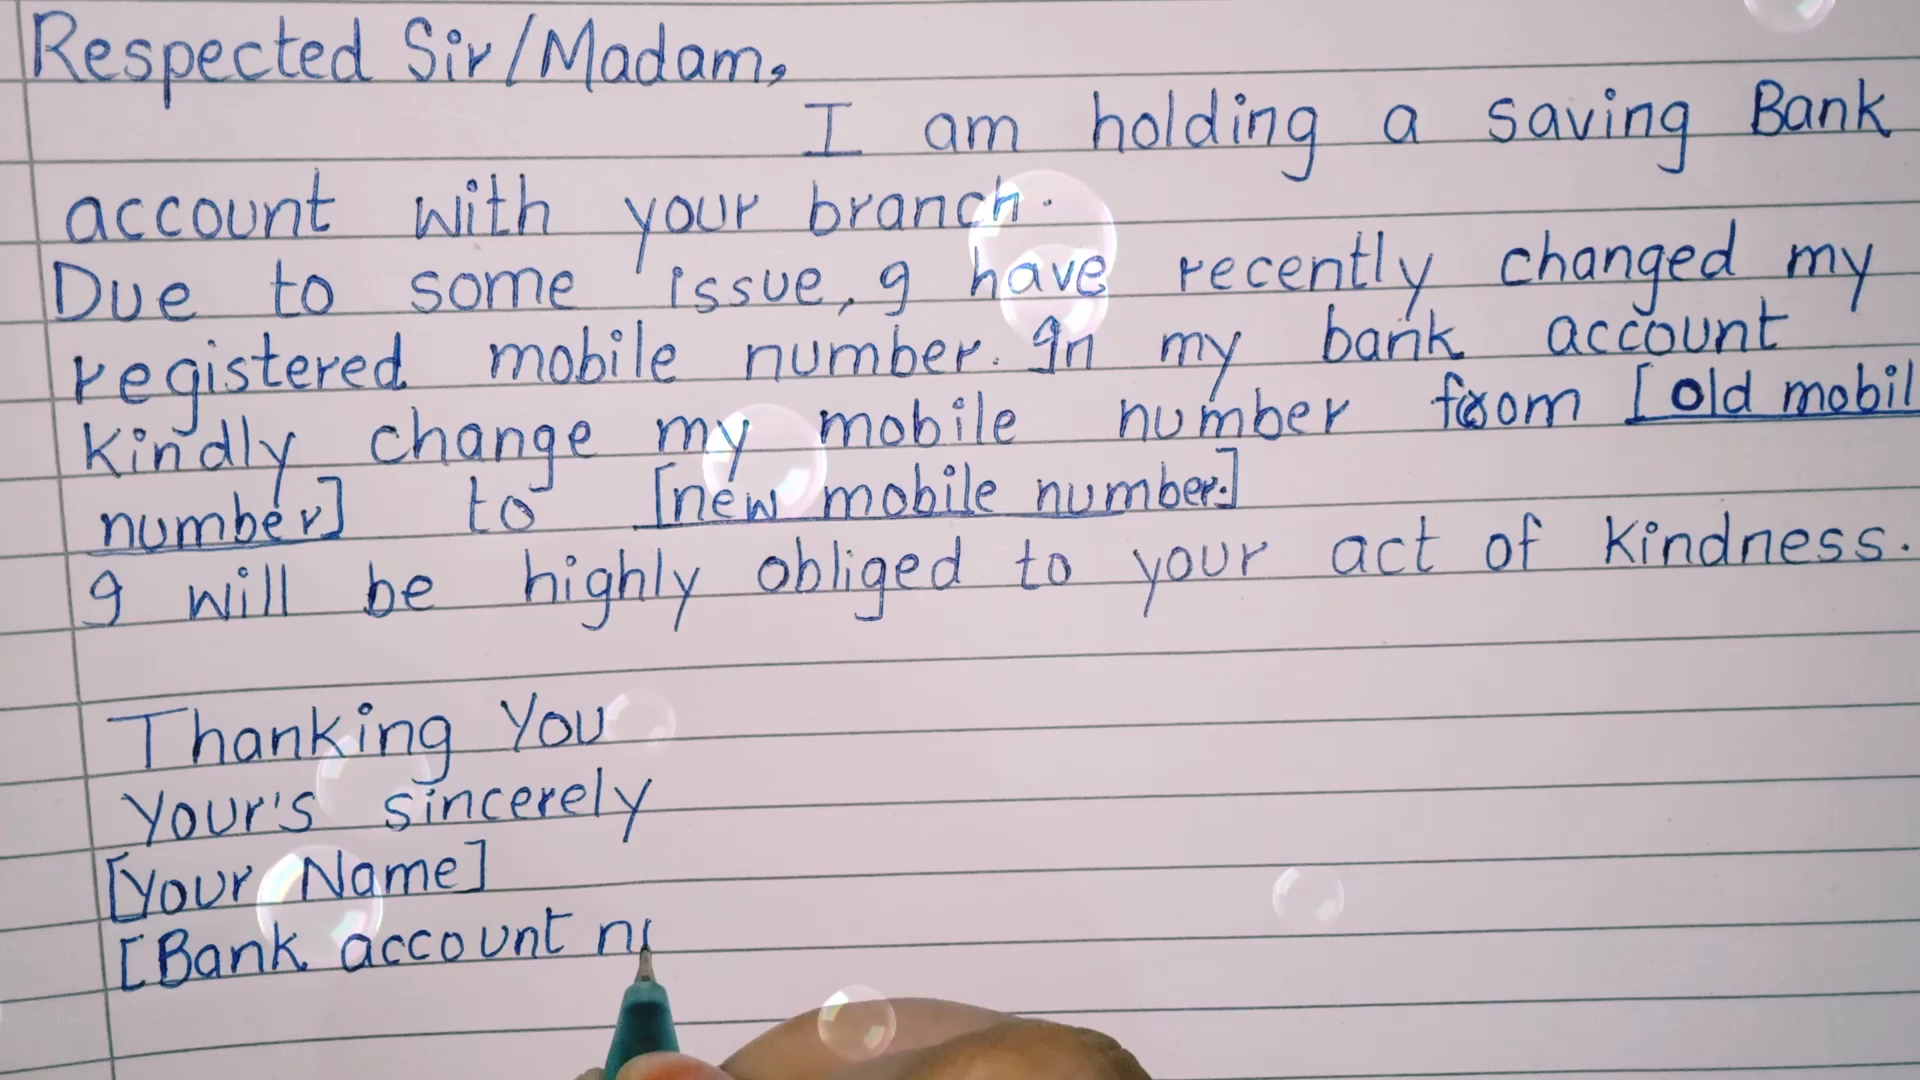 Respected Sir/Madam,
I am holding a saving Bank
account with your branch.
Due to some issue, I have recently changed my
registered mobile number. In my bank account
Kindly change my mobile number from [old mobil
number] to [new mobile number.]
I will be highly obliged to your act of kindness.
Thanking You
Your's sincerely
[Your Name]
[Bank account n